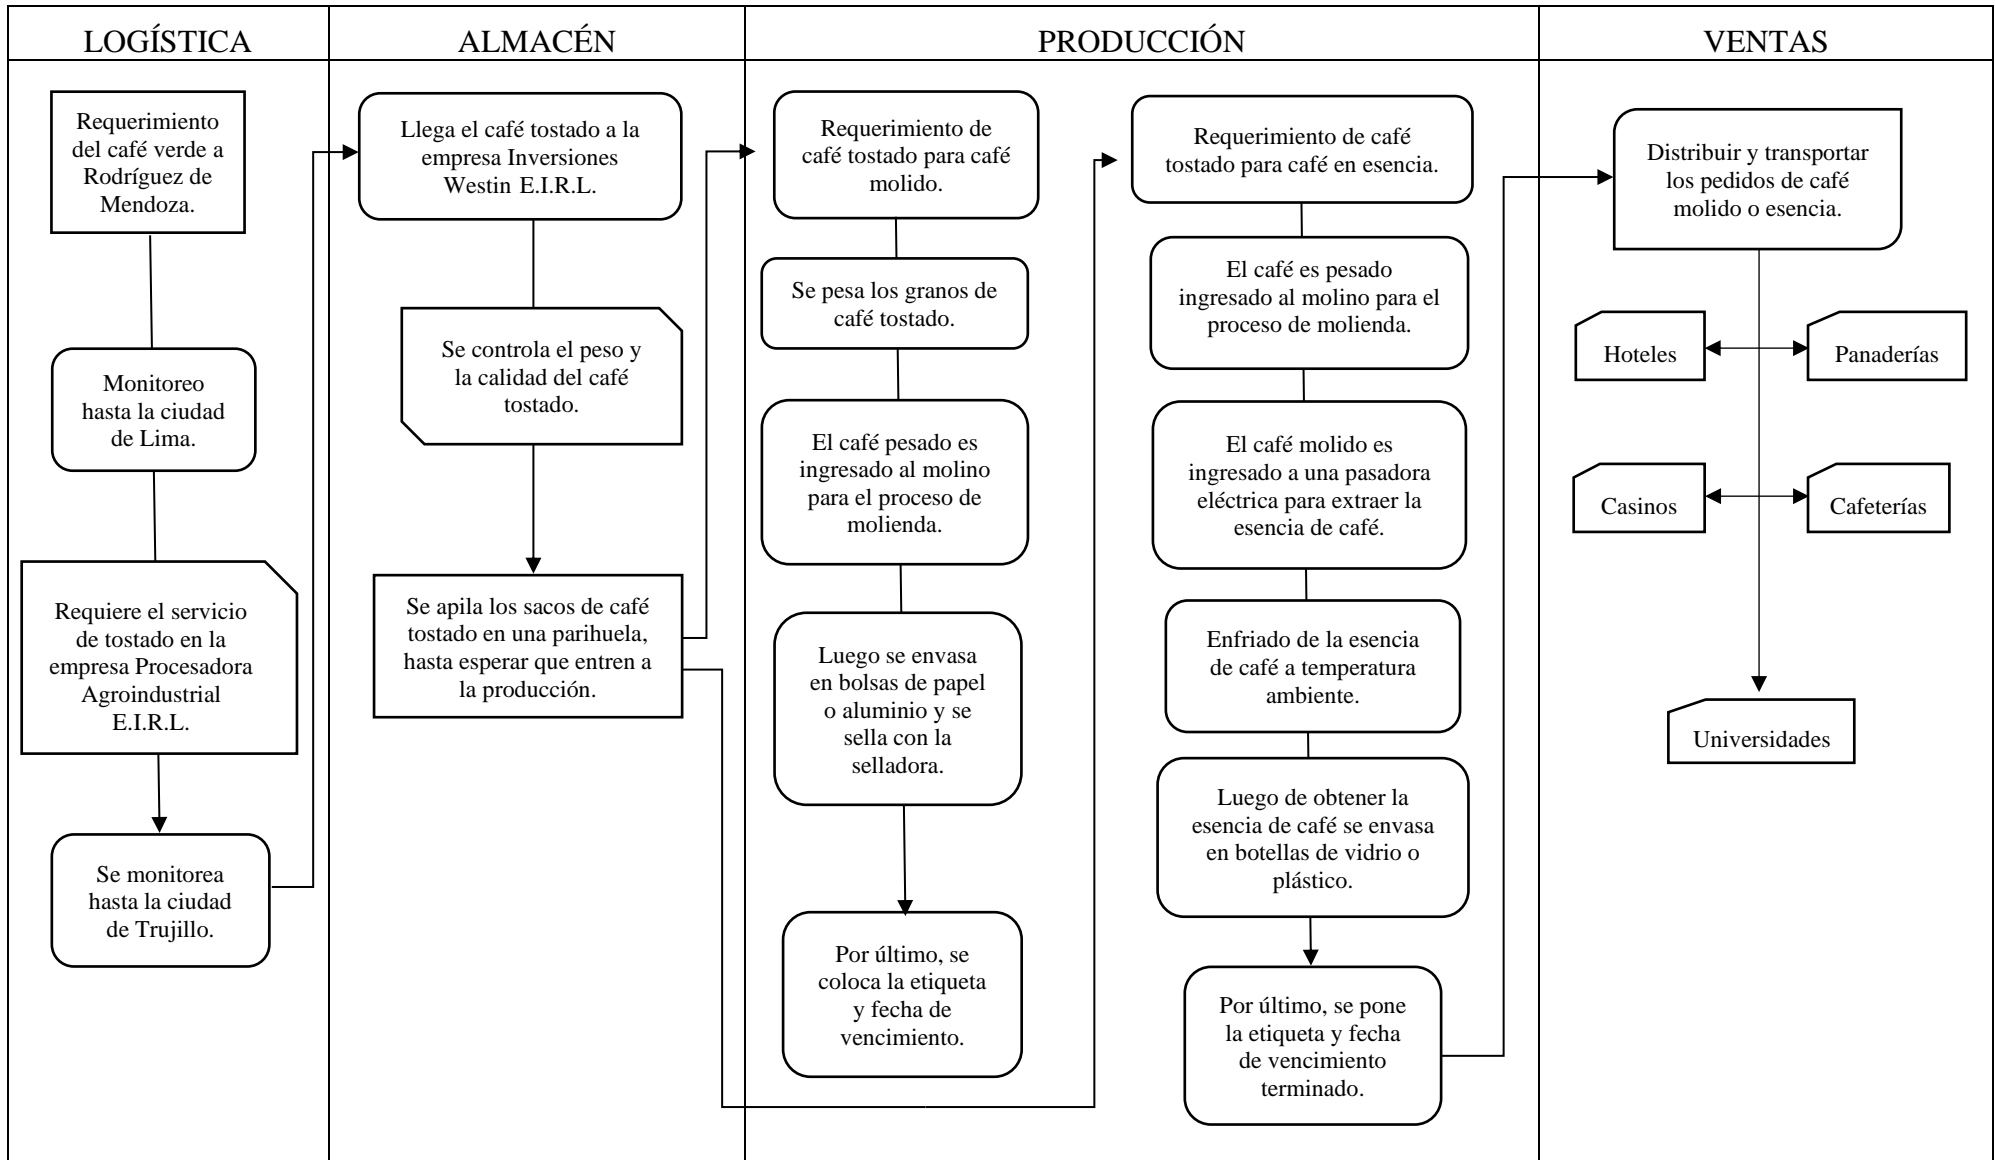 LOGÍSTICA
ALMACÉN
PRODUCCIÓN
VENTAS
Requerimiento
del café verde a
Rodríguez de
Mendoza.
Monitoreo
hasta la ciudad
de Lima.
Requiere el servicio
de tostado en la
empresa Procesadora
Agroindustrial
E.I.R.L.
Se monitorea
hasta la ciudad
de Trujillo.
Llega el café tostado a la
empresa Inversiones
Westin E.I.R.L.
Se controla el peso y
la calidad del café
tostado.
Se apila los sacos de café
tostado en una parihuela,
hasta esperar que entren a
la producción.
Requerimiento de
café tostado para café
molido.
Se pesa los granos de
café tostado.
El café pesado es
ingresado al molino
para el proceso de
molienda.
Luego se envasa
en bolsas de papel
o aluminio y se
sella con la
selladora.
Por último, se
coloca la etiqueta
y fecha de
vencimiento.
Requerimiento de café
tostado para café en esencia.
El café es pesado
ingresado al molino para el
proceso de molienda.
El café molido es
ingresado a una pasadora
eléctrica para extraer la
esencia de café.
Enfriado de la esencia
de café a temperatura
ambiente.
Luego de obtener la
esencia de café se envasa
en botellas de vidrio o
plástico.
Por último, se pone
la etiqueta y fecha
de vencimiento
terminado.
Distribuir y transportar
los pedidos de café
molido o esencia.
Hoteles
Panaderías
Casinos
Cafeterías
Universidades